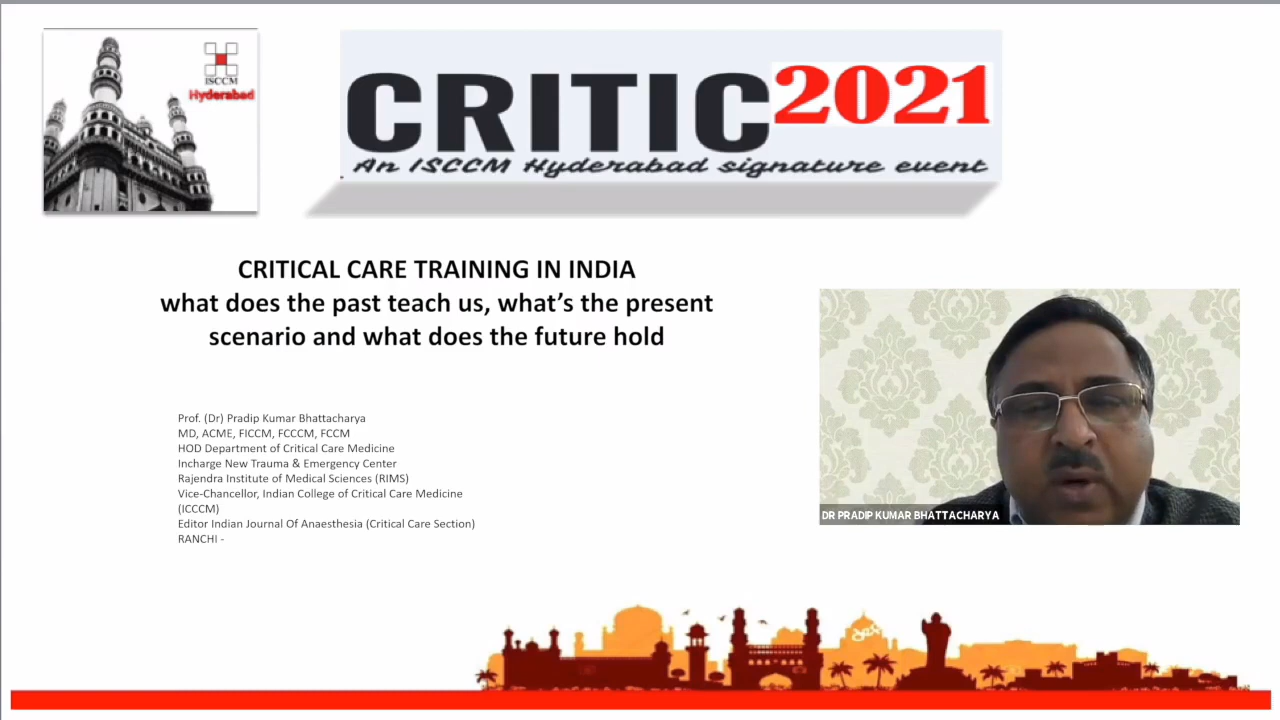 ISCCM
Hyderabad
CRITIC 2021
An ISCCM Hyderabad signature event
CRITICAL CARE TRAINING IN INDIA
what does the past teach us, what’s the present
scenario and what does the future hold
Prof. (Dr) Pradip Kumar Bhattacharya
MD, ACME, FICCM, FCCCM, FCCM
HOD Department of Critical Care Medicine
Incharge New Trauma & Emergency Center
Rajendra Institute of Medical Sciences (RIMS)
Vice-Chancellor, Indian College of Critical Care Medicine
(ICCCM)
Editor Indian Journal Of Anaesthesia (Critical Care Section)
RANCHI -
DR PRADIP KUMAR BHATTACHARYA